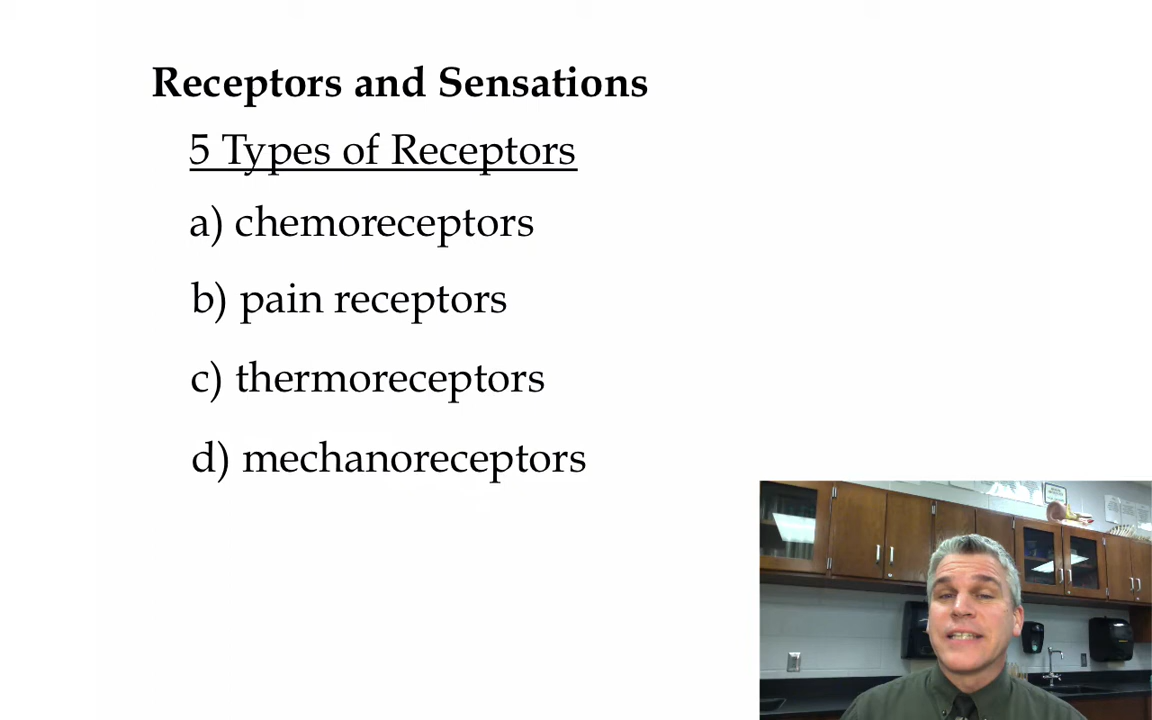 Receptors and Sensations
5 Types of Receptors
a) chemoreceptors
b) pain receptors
c) thermoreceptors
d) mechanoreceptors